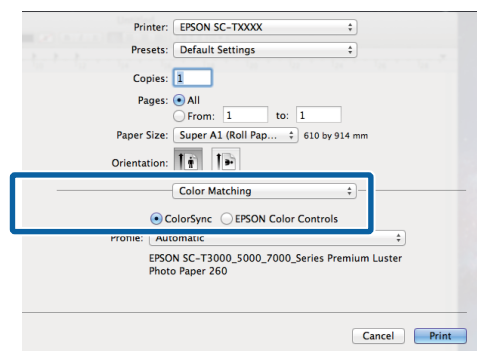 Printer: EPSON SC-TXXXX
Presets: Default Settings
Copies: 1
Pages: All
From: 1 to: 1
Paper Size: Super A1 (Roll Pap... 610 by 914 mm
Orientation:
Color Matching
ColorSync EPSON Color Controls
Profile: Automatic
EPSON SC-T3000_5000_7000_Series Premium Luster
Photo Paper 260
Cancel Print